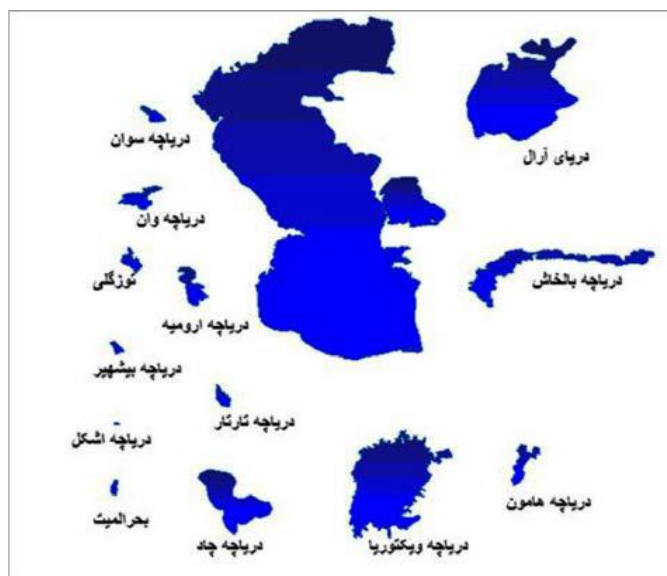 دریای آرال
دریاچه سوان
دریاچه وان
دریاچه بالخاش
توزگلی
دریاچه ارومیه
دریاچه بیشهیر
دریاچه تارتار
دریاچه اشکل
دریاچه هامون
بحرالمیت
دریاچه چاد
دریاچه ویکتوریا